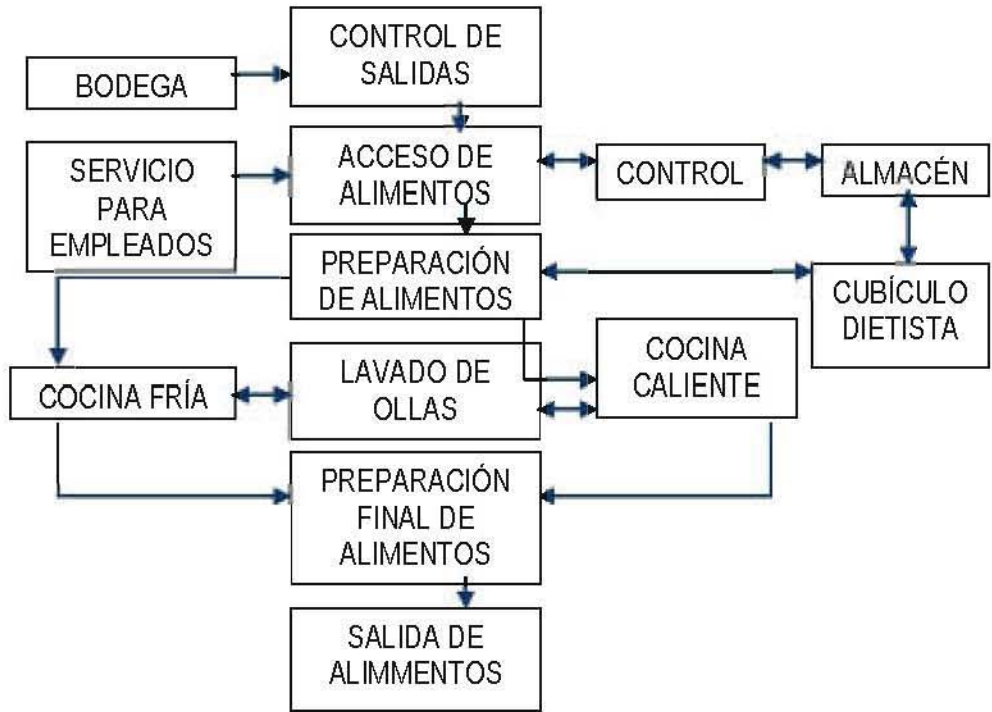 CONTROL DE
SALIDAS
BODEGA
SERVICIO
PARA
EMPLEADOS
ACCESO DE
ALIMENTOS
CONTROL
ALMACÉN
PREPARACIÓN
DE ALIMENTOS
CUBÍCULO
DIETISTA
COCINA FRÍA
LAVADO DE
OLLAS
COCINA
CALIENTE
PREPARACIÓN
FINAL DE
ALIMENTOS
SALIDA DE
ALIMMENTOS